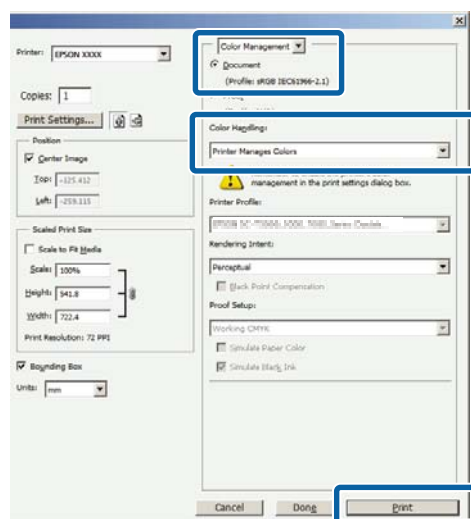 Printer:
EPSON XXXX
Copies:
1
Print Settings...
Position
Center Image
Top:
-125.412
Left:
-259.115
Scaled Print Size
Scale to Fit Media
Scale:
100%
Height:
541.8
Width:
722.4
Print Resolution: 72 PPI
Bounding Box
Units:
mm
Color Management
Document
(Profile: sRGB IEC61966-2.1)
Color Handling:
Printer Manages Colors
management in the print settings dialog box.
Printer Profile:
Rendering Intent:
Perceptual
Black Point Compensation
Proof Setup:
Working CMYK
Simulate Paper Color
Simulate Black Ink
Cancel
Done
Print